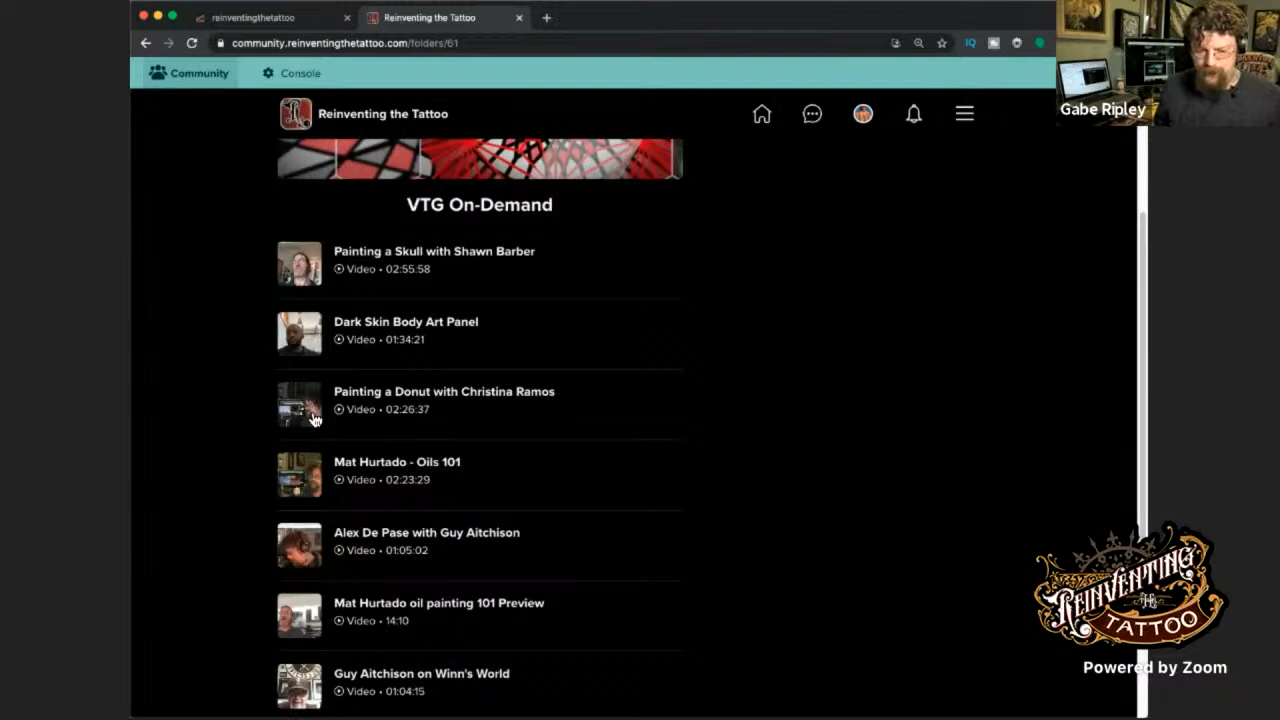 reinventingthetattoo
Reinventing the Tattoo
community.reinventingthetattoo.com/folders/61
IQ
Community
Console
Reinventing the Tattoo
Gabe Ripley
VTG On-Demand
Painting a Skull with Shawn Barber
Video • 02:55:58
Dark Skin Body Art Panel
Video • 01:34:21
Painting a Donut with Christina Ramos
Video • 02:26:37
Mat Hurtado - Oils 101
Video • 02:23:29
Alex De Pase with Guy Aitchison
Video • 01:05:02
Mat Hurtado oil painting 101 Preview
Video • 14:10
Guy Aitchison on Winn's World
Video • 01:04:15
REINVENTING
THE
TATTOO
Powered by Zoom